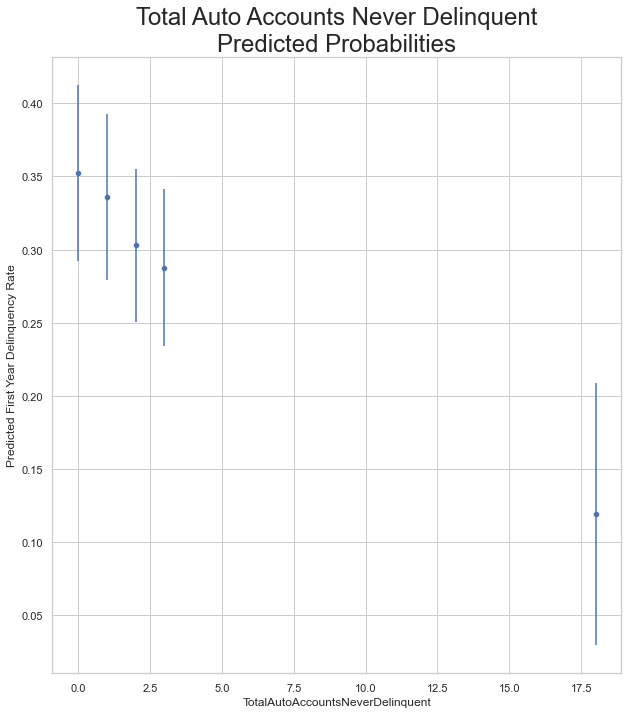 Total Auto Accounts Never Delinquent
Predicted Probabilities
Predicted First Year Delinquency Rate
0.40
0.35
0.30
0.25
0.20
0.15
0.10
0.05
0.0 2.5 5.0 7.5 10.0 12.5 15.0 17.5
TotalAutoAccountsNeverDelinquent